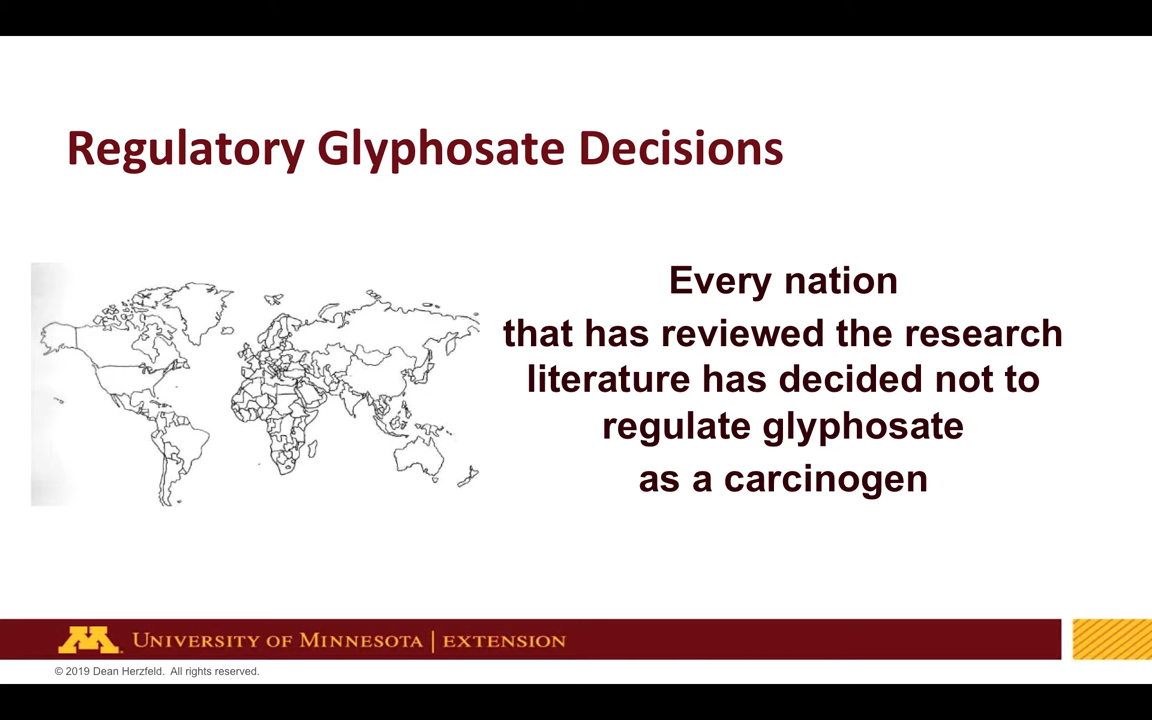 Regulatory Glyphosate Decisions
Every nation
that has reviewed the research
literature has decided not to
regulate glyphosate
as a carcinogen
M
UNIVERSITY OF MINNESOTA | EXTENSION
© 2019 Dean Herzfeld. All rights reserved.